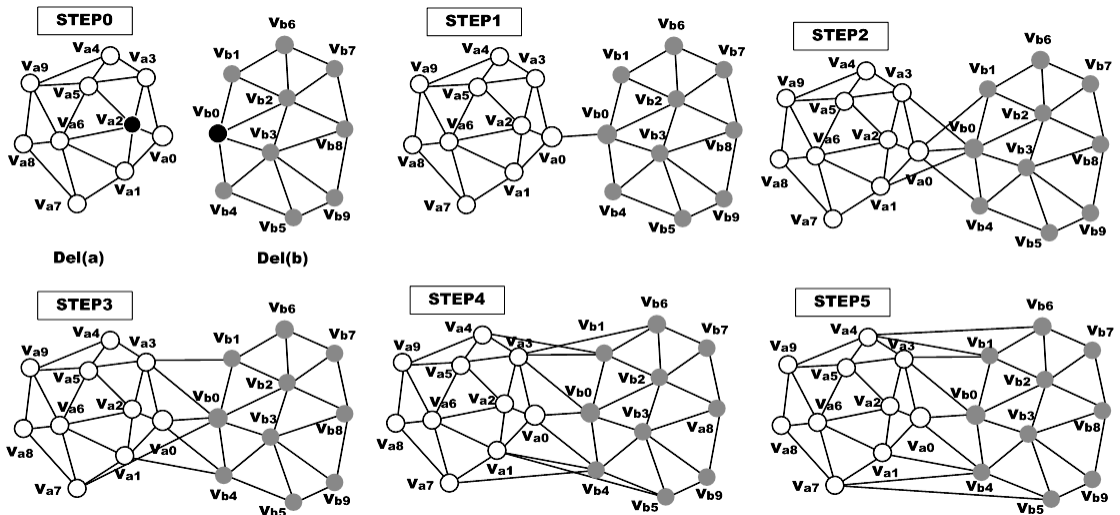 STEP0
Va4
Va3
Va9
Va5
Va2
Va6
Va8
Va0
Va1
Va7
Vb6
Vb1
Vb7
Vb2
Vb0
Vb3
Vb8
Vb4
Vb9
Vb5
Del(a)
Del(b)
STEP1
Va4
Va3
Va9
Va5
Va2
Va6
Va8
Va0
Va1
Va7
Vb6
Vb1
Vb7
Vb2
Vb0
Vb3
Vb8
Vb4
Vb9
Vb5
STEP2
Va4
Va3
Va9
Va5
Va2
Va6
Va8
Va0
Va1
Va7
Vb6
Vb1
Vb7
Vb2
Vb0
Vb3
Vb8
Vb4
Vb9
Vb5
STEP3
Va4
Va3
Va9
Va5
Va2
Va6
Va8
Va0
Va1
Va7
Vb6
Vb1
Vb7
Vb2
Vb0
Vb3
Vb8
Vb4
Vb9
Vb5
STEP4
Va4
Va3
Va9
Va5
Va2
Va6
Va8
Va0
Va1
Va7
Vb6
Vb1
Vb7
Vb2
Vb0
Vb3
Va8
Vb4
Vb9
Vb5
STEP5
Va4
Va3
Va9
Va5
Va2
Va6
Va8
Va0
Va1
Va7
Vb6
Vb1
Vb7
Vb2
Vb0
Vb3
Vb8
Vb4
Vb9
Vb5